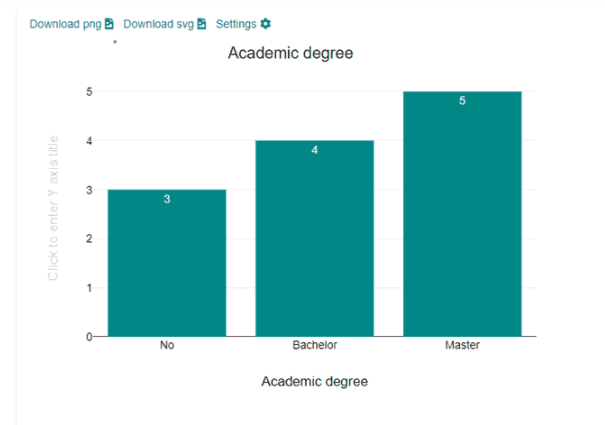 Download png Download svg Settings
Academic degree
5
4
3
2
1
0
Click to enter Y axis title
3
4
5
No Bachelor Master
Academic degree